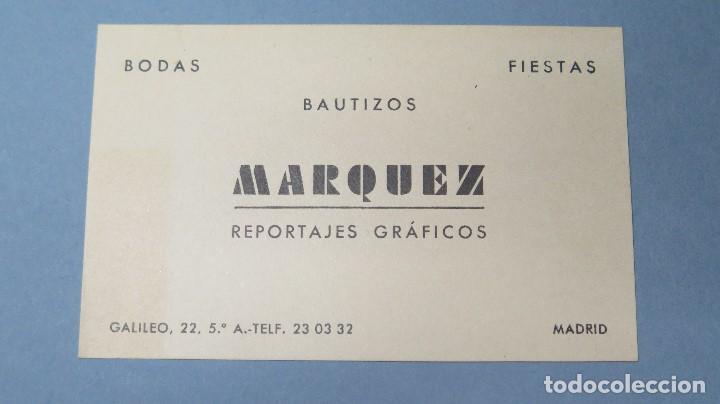 BODAS FIESTAS
BAUTIZOS
MARQUEZ
REPORTAJES GRÁFICOS
GALILEO, 22, 5.º A.-TELF. 23 03 32 MADRID
todocoleccion